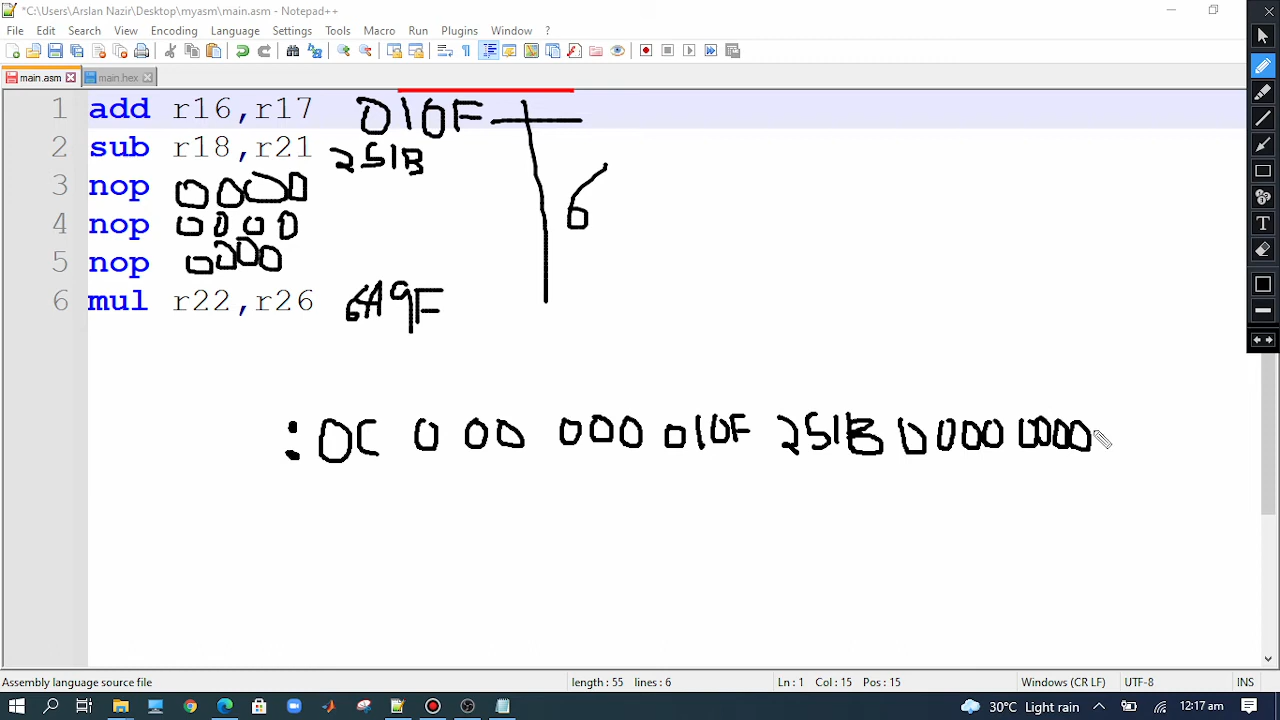 *C:\Users\Arslan Nazir\Desktop\myasm\main.asm - Notepad++
File Edit Search View Encoding Language Settings Tools Macro Run Plugins Window ?
main.asm main.hex
1 add r16,r17 010F
2 sub r18,r21 251B
3 nop 0000
4 nop 0000
5 nop 0000
6 mul r22,r26 6A9F
6
:0C 0 00 000 010F 251B 0000 0000
Assembly language source file length : 55 lines : 6 Ln : 1 Col : 15 Pos : 15 Windows (CR LF) UTF-8 INS
30°C Light rain 12:17 am